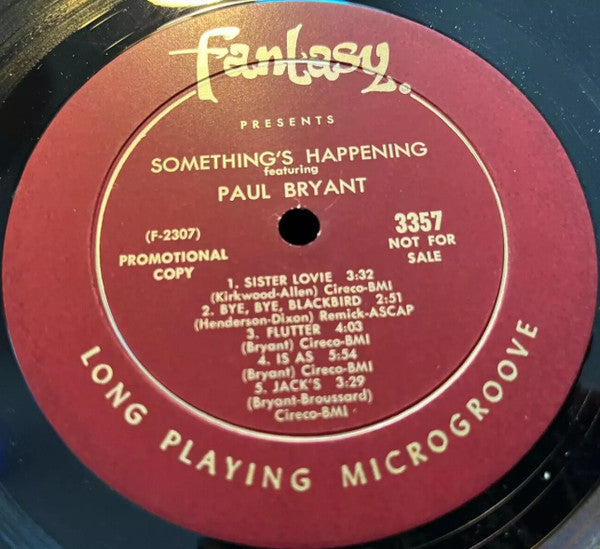 Fantasy.
PRESENTS
SOMETHING'S HAPPENING
featuring
PAUL BRYANT
(F-2307)
PROMOTIONAL
COPY
3357
NOT FOR
SALE
1. SISTER LOVIE 3:32
(Kirkwood-Allen) Cireco-BMI
2. BYE, BYE, BLACKBIRD 2:51
(Henderson-Dixon) Remick-ASCAP
3. FLUTTER 4:03
(Bryant) Cireco-BMI
4. IS AS 5:54
(Bryant) Cireco-BMI
5. JACK'S 3:29
(Bryant-Broussard)
Cireco-BMI
LONG PLAYING MICROGROOVE